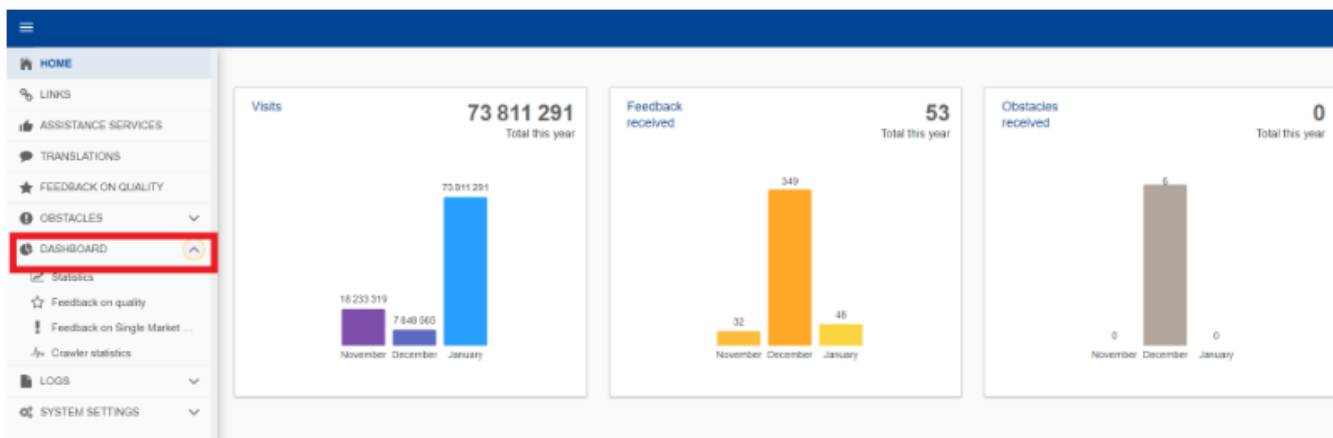 HOME
LINKS
ASSISTANCE SERVICES
TRANSLATIONS
FEEDBACK ON QUALITY
OBSTACLES
DASHBOARD
Statistics
Feedback on quality
Feedback on Single Market ...
Crawler statistics
LOGS
SYSTEM SETTINGS
Visits
73 811 291
Total this year
73 811 291
18 233 319
7 848 565
November December January
Feedback
received
53
Total this year
349
32
48
November December January
Obstacles
received
0
Total this year
6
0
0
November December January